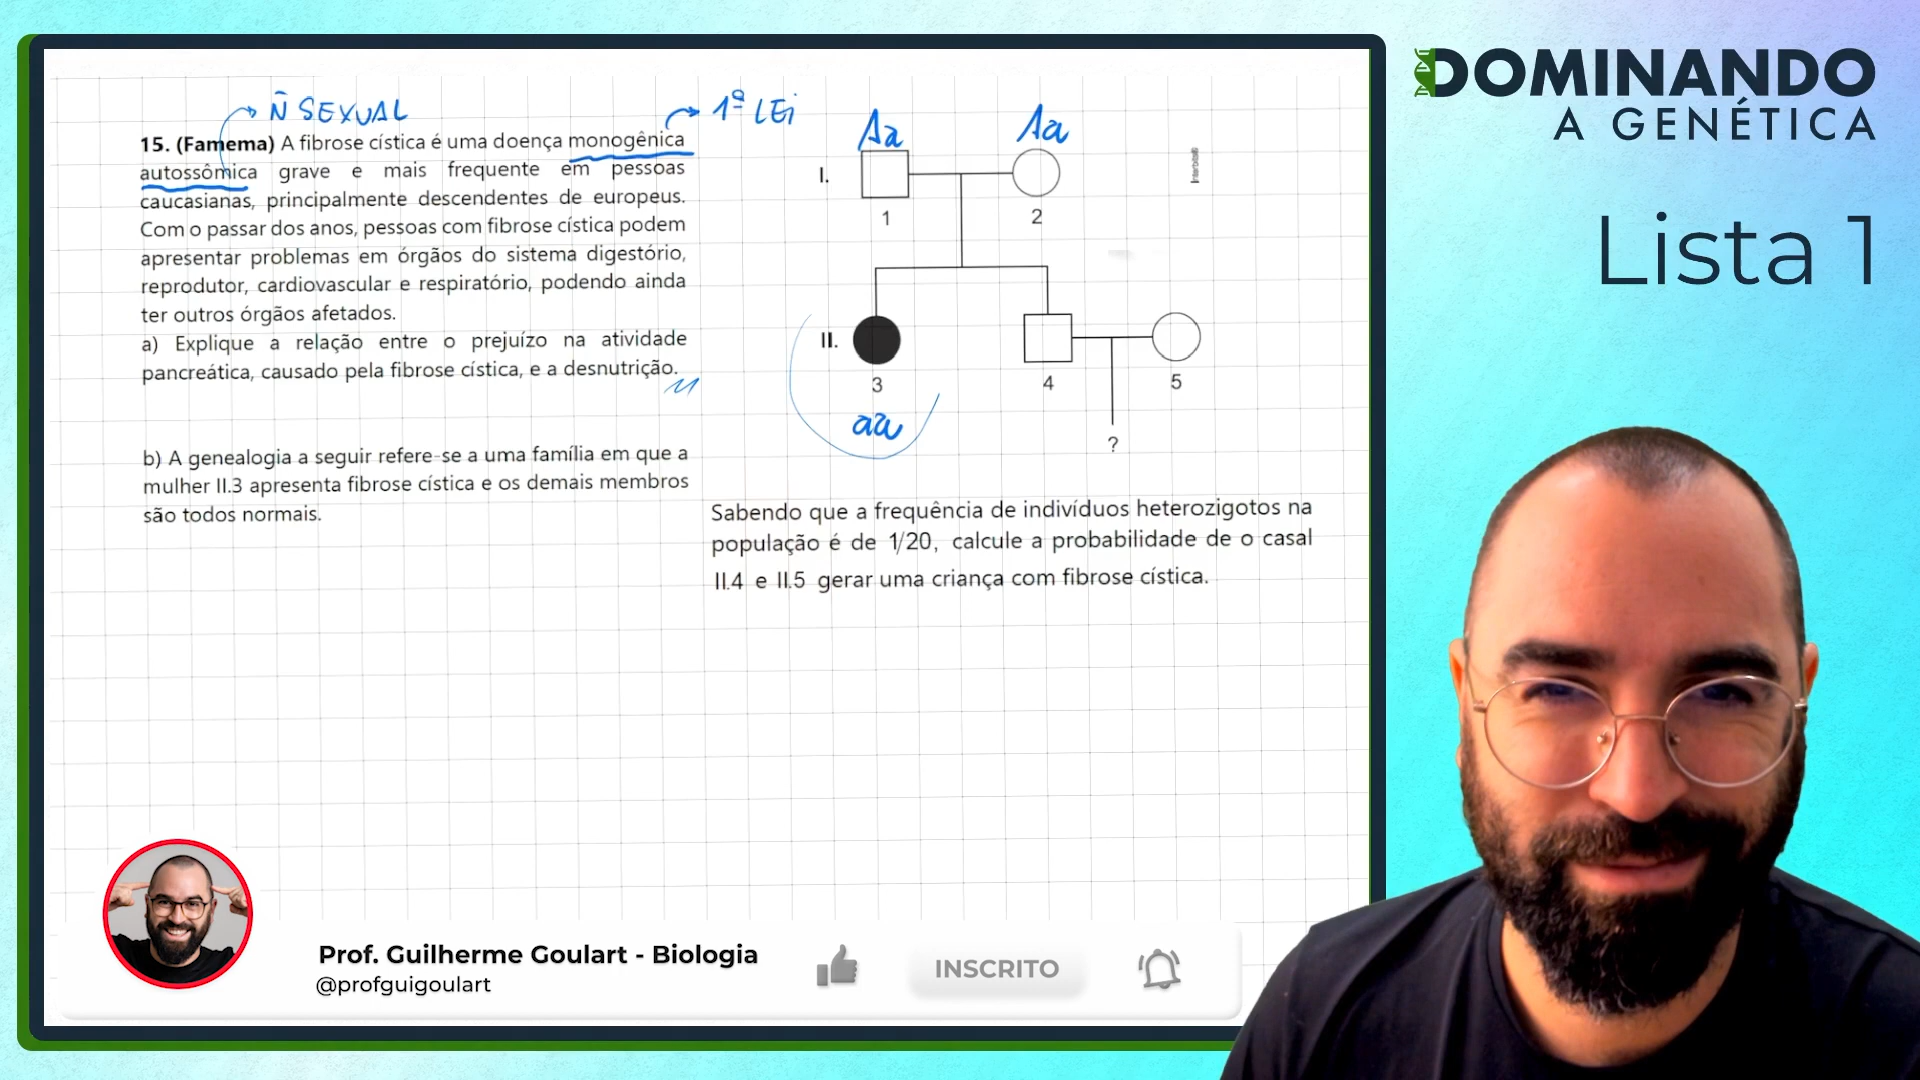 DOMINANDO
A GENÉTICA
Lista 1
Ñ SEXUAL
1ª LEi
15. (Famema) A fibrose cística é uma doença monogênica
autossômica grave e mais frequente em pessoas
caucasianas, principalmente descendentes de europeus.
Com o passar dos anos, pessoas com fibrose cística podem
apresentar problemas em órgãos do sistema digestório,
reprodutor, cardiovascular e respiratório, podendo ainda
ter outros órgãos afetados.
a) Explique a relação entre o prejuízo na atividade
pancreática, causado pela fibrose cística, e a desnutrição.
b) A genealogia a seguir refere-se a uma família em que a
mulher II.3 apresenta fibrose cística e os demais membros
são todos normais.
Aa Aa
I.
1 2
II.
3 4 5
aa
?
Sabendo que a frequência de indivíduos heterozigotos na
população é de 1/20, calcule a probabilidade de o casal
II.4 e II.5 gerar uma criança com fibrose cística.
Prof. Guilherme Goulart - Biologia
@profguigoulart
INSCRITO